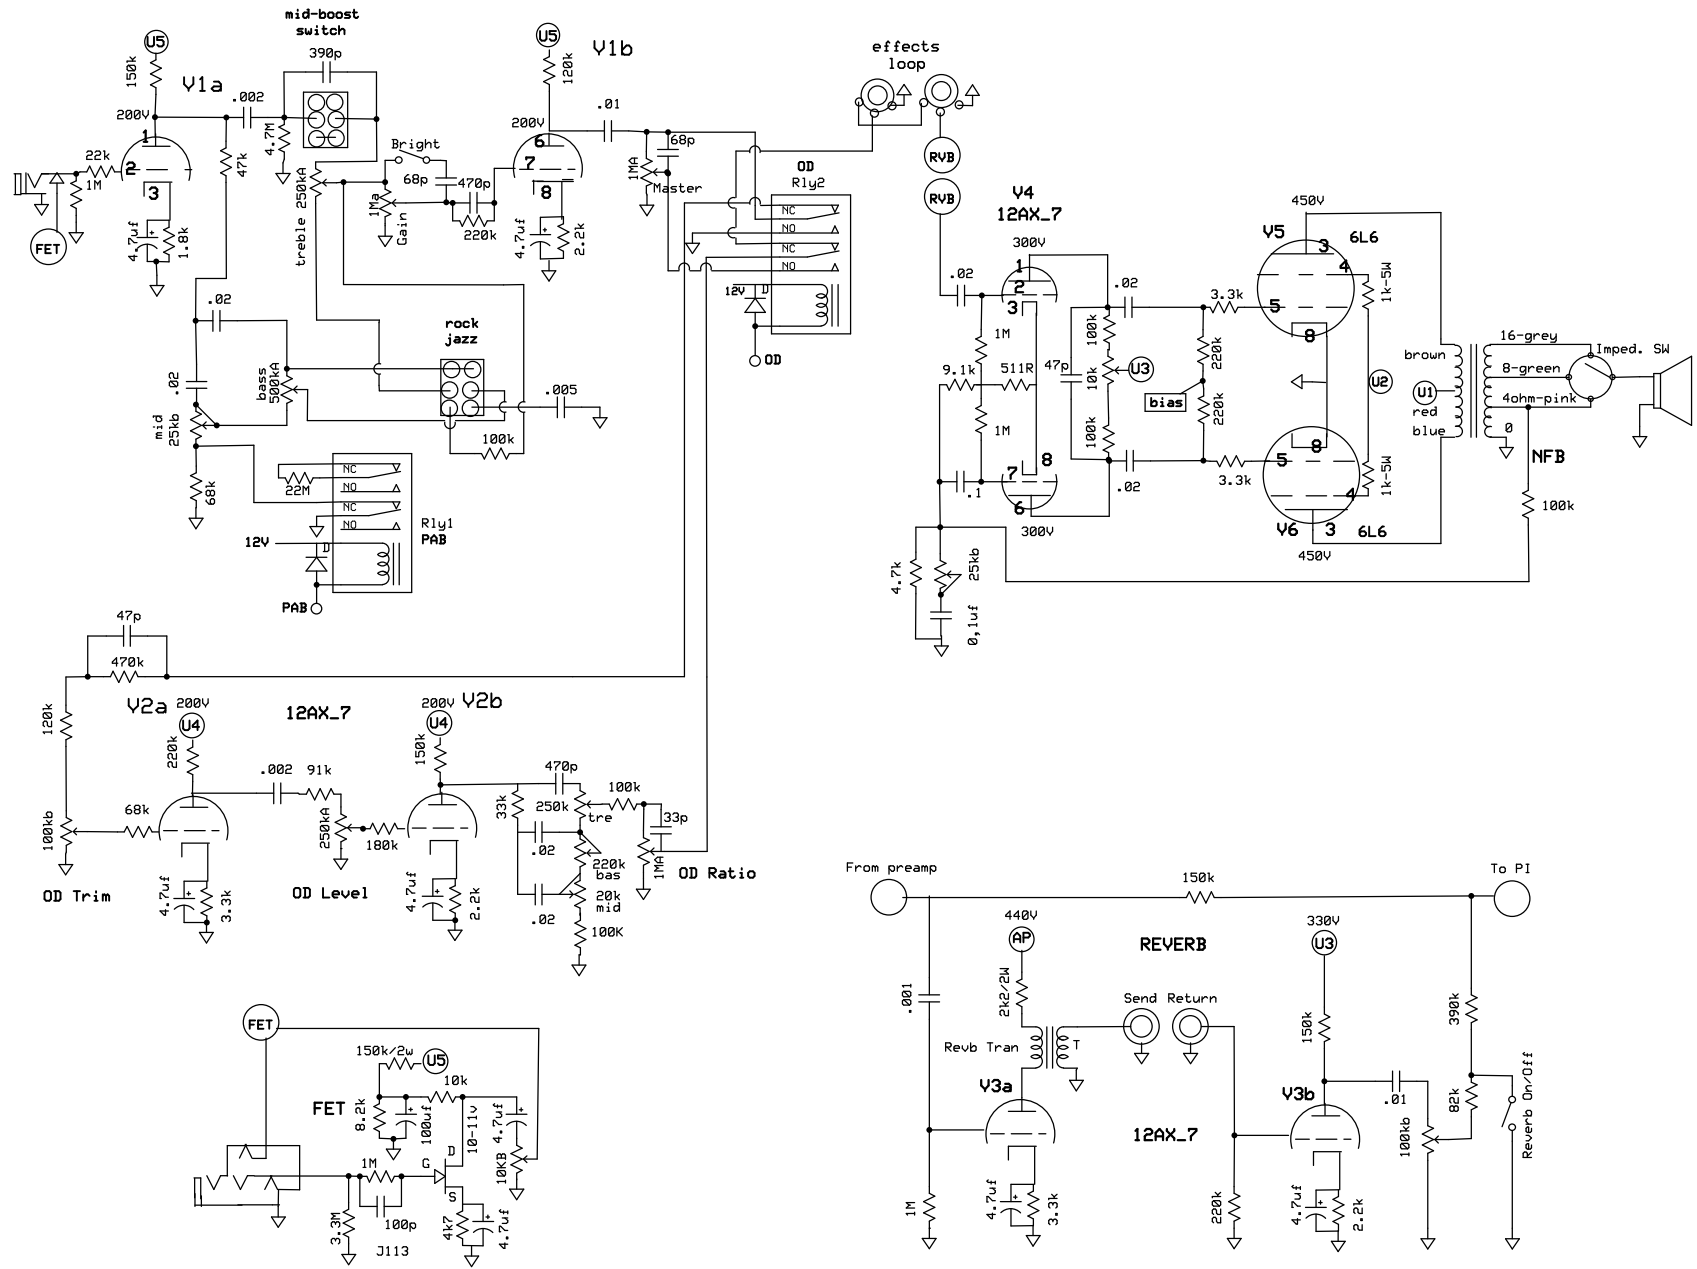 mid-boost
switch
390p
U5
150k
V1a
200V
.002
4.7M
47k
22k
1M
1
2
3
4.7uf
+
1.8k
FET
treble 250kA
Bright
68p
470p
1Ma
Gain
220k
U5
120k
V1b
200V
6
7
8
4.7uf
+
2.2k
.01
68p
1MA
Master
effects
loop
RVB
RVB
OD
Rly2
NC
NO
NC
NO
12V
D
OD
.02
.02
bass
500kA
mid
25kb
68k
rock
jazz
.005
100k
NC
22M
NO
NC
NO
Rly1
PAB
12V
D
PAB
V4
12AX_7
300V
1
2
3
.02
1M
9.1k
511R
1M
.1
47p
100k
10k
U3
100k
.02
.02
7
8
6
300V
4.7k
25kb
0,1uf
220k
bias
220k
3.3k
3.3k
450V
V5
6L6
3
4
5
8
1k-5W
U2
8
5
4
1k-5W
V6
3
6L6
450V
brown
U1
red
blue
16-grey
8-green
4ohm-pink
0
Imped. SW
NFB
100k
47p
470k
120k
V2a
200V
U4
220k
12AX_7
.002
91k
68k
100kb
4.7uf
+
3.3k
OD Trim
250kA
180k
OD Level
200V
V2b
U4
150k
4.7uf
+
2.2k
470p
33k
250k
tre
100k
33p
.02
220k
bas
20k
mid
.02
100K
1MA
OD Ratio
FET
150k/2w
U5
10k
FET
8.2k
100uf
+
10-11v
4.7uf
+
10KB
D
G
S
1M
100p
3.3M
J113
4k7
+
4.7uf
From preamp
150k
To PI
440V
AP
REVERB
330V
U3
.001
2k2/2W
Send
Return
Revb Tran
T
V3a
150k
390k
V3b
.01
82k
Reverb On/Off
12AX_7
100kb
1M
4.7uf
+
3.3k
220k
4.7uf
+
2.2k